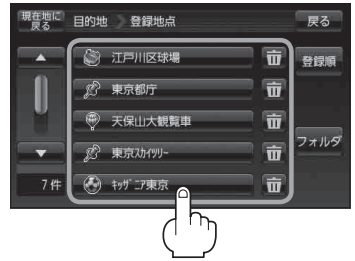 現在地に
戻る
目的地 登録地点
戻る
江戸川区球場
登録順
東京都庁
天保山大観覧車
フォルダ
東京ｽｶｲﾂﾘｰ
7件
ｷｯｻﾞﾆｱ東京